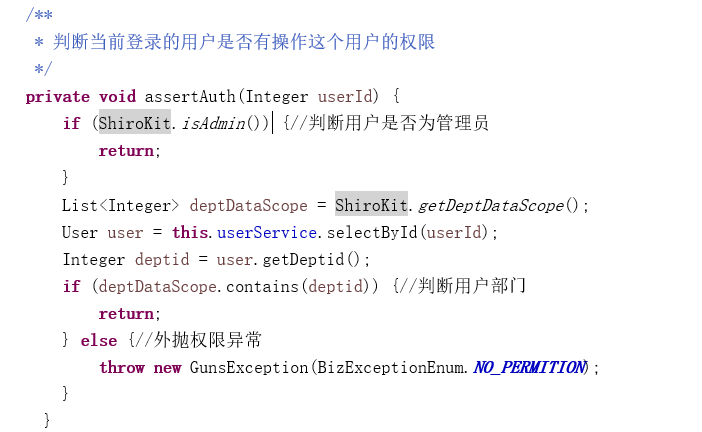 /**
 * 判断当前登录的用户是否有操作这个用户的权限
 */
private void assertAuth(Integer userId) {
    if (ShiroKit.isAdmin()) {//判断用户是否为管理员
        return;
    }
    List<Integer> deptDataScope = ShiroKit.getDeptDataScope();
    User user = this.userService.selectById(userId);
    Integer deptid = user.getDeptid();
    if (deptDataScope.contains(deptid)) {//判断用户部门
        return;
    } else {//外抛权限异常
        throw new GunsException(BizExceptionEnum.NO_PERMITION);
    }
}